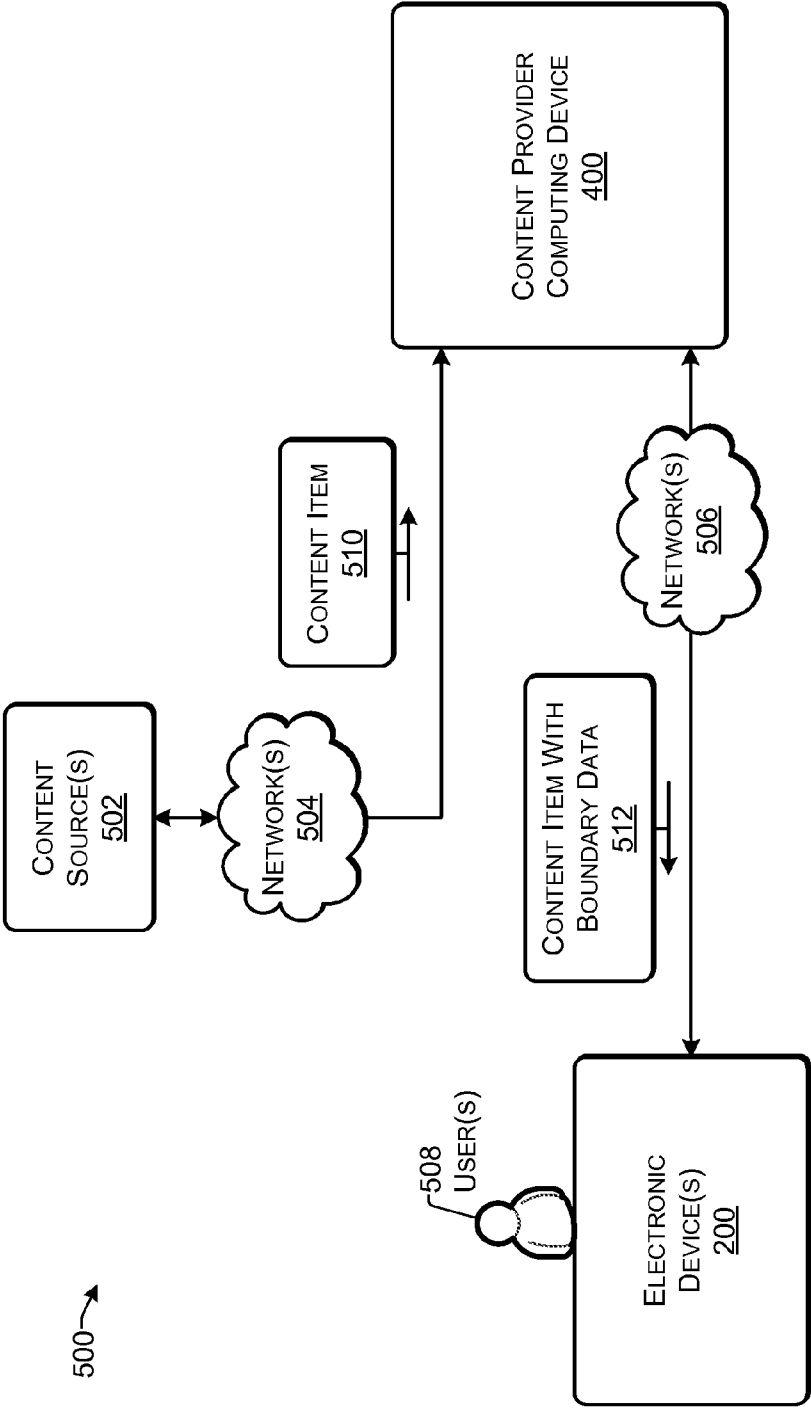 500
CONTENT
SOURCE(S)
502
NETWORK(S)
504
CONTENT ITEM
510
508
USER(S)
CONTENT PROVIDER
COMPUTING DEVICE
400
CONTENT ITEM WITH
BOUNDARY DATA
512
ELECTRONIC
DEVICE(S)
200
NETWORK(S)
506